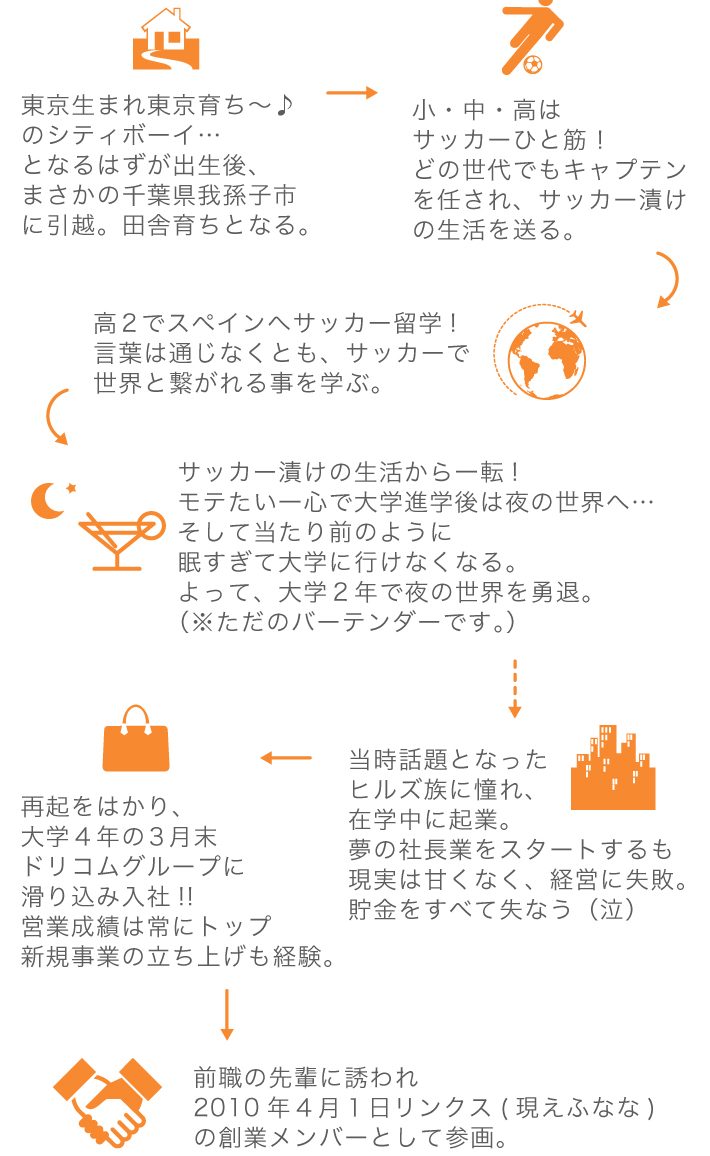 東京生まれ東京育ち〜♪
のシティボーイ…
となるはずが出生後、
まさかの千葉県我孫子市
に引越。田舎育ちとなる。
小・中・高は
サッカーひと筋！
どの世代でもキャプテン
を任され、サッカー漬け
の生活を送る。
高２でスペインへサッカー留学！
言葉は通じなくとも、サッカーで
世界と繋がれる事を学ぶ。
サッカー漬けの生活から一転！
モテたい一心で大学進学後は夜の世界へ…
そして当たり前のように
眠すぎて大学に行けなくなる。
よって、大学２年で夜の世界を勇退。
（※ただのバーテンダーです。）
当時話題となった
ヒルズ族に憧れ、
在学中に起業。
夢の社長業をスタートするも
現実は甘くなく、経営に失敗。
貯金をすべて失なう（泣）
再起をはかり、
大学４年の３月末
ドリコムグループに
滑り込み入社!!
営業成績は常にトップ
新規事業の立ち上げも経験。
前職の先輩に誘われ
2010年４月１日リンクス(現えふなな)
の創業メンバーとして参画。